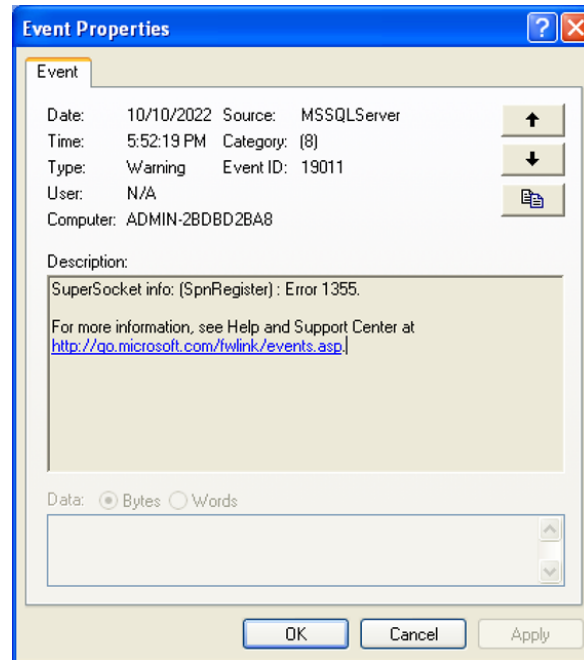 Event Properties
Event
Date: 10/10/2022 Source: MSSQLServer
Time: 5:52:19 PM Category: (8)
Type: Warning Event ID: 19011
User: N/A
Computer: ADMIN-2BDBD2BA8
Description:
SuperSocket info: (SpnRegister) : Error 1355.
For more information, see Help and Support Center at
http://go.microsoft.com/fwlink/events.asp.
Data: Bytes Words
OK Cancel Apply